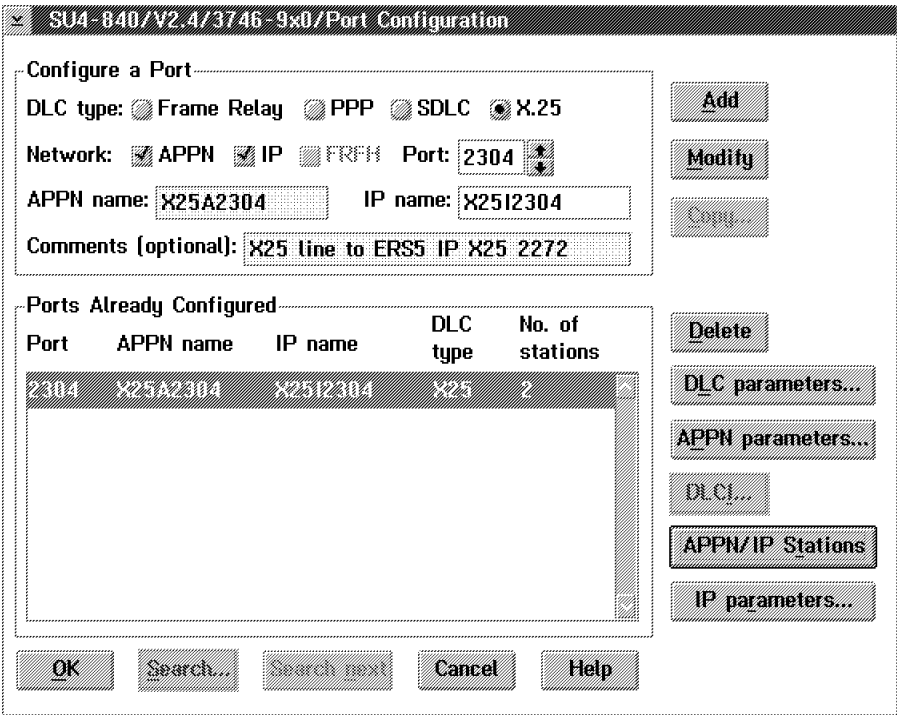 SU4-840/V2.4/3746-9x0/Port Configuration
Configure a Port
DLC type: Frame Relay PPP SDLC X.25
Network: APPN IP FRFH Port: 2304
APPN name: X25A2304 IP name: X25I2304
Comments (optional): X25 line to ERS5 IP X25 2272
Add
Modify
Copy...
Ports Already Configured
Port APPN name IP name DLC type No. of stations
2304 X25A2304 X25I2304 X25 2
Delete
DLC parameters...
APPN parameters...
DLCI...
APPN/IP Stations
IP parameters...
OK Search... Search next Cancel Help